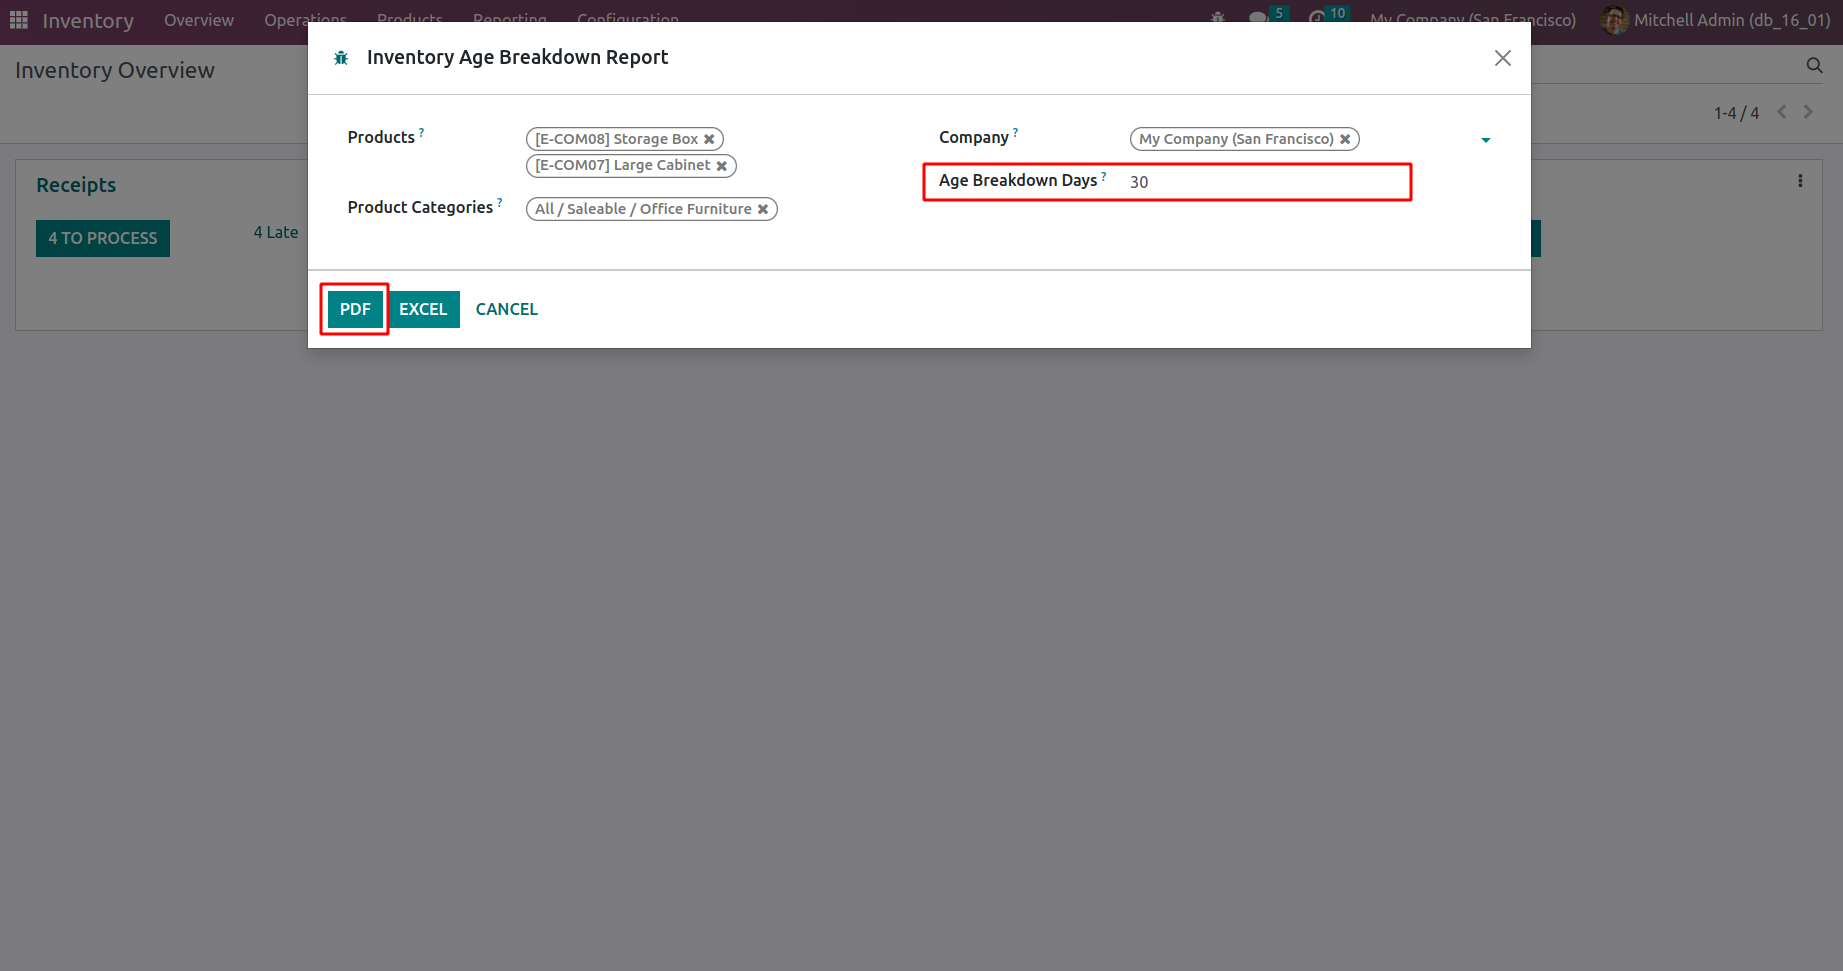 Inventory Overview Operations Products Reporting Configuration 5 10 My Company (San Francisco) Mitchell Admin (db_16_01)
Inventory Overview
1-4 / 4
Receipts
4 TO PROCESS
4 Late
Inventory Age Breakdown Report
Products ? [E-COM08] Storage Box
[E-COM07] Large Cabinet
Product Categories ? All / Saleable / Office Furniture
Company ? My Company (San Francisco)
Age Breakdown Days ? 30
PDF EXCEL CANCEL